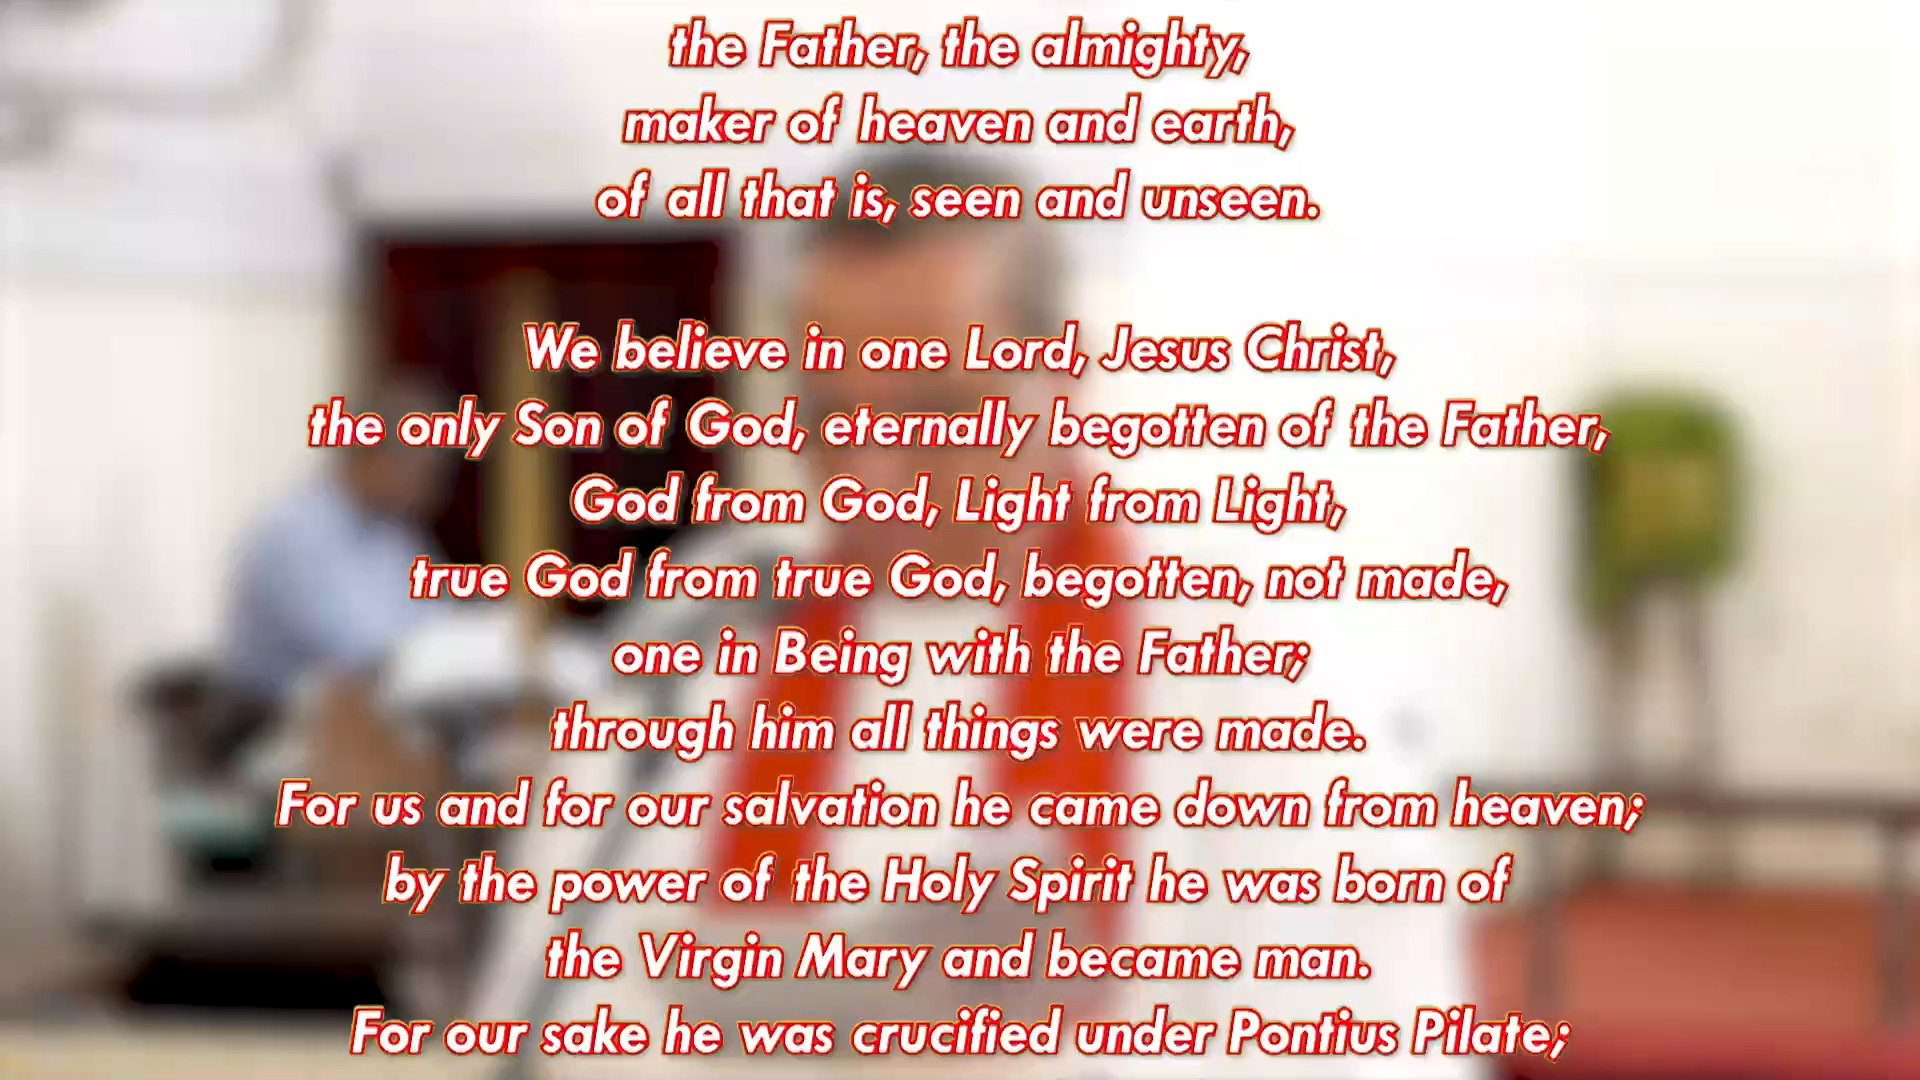 the Father, the almighty,
maker of heaven and earth,
of all that is, seen and unseen.
We believe in one Lord, Jesus Christ,
the only Son of God, eternally begotten of the Father,
God from God, Light from Light,
true God from true God, begotten, not made,
one in Being with the Father;
through him all things were made.
For us and for our salvation he came down from heaven;
by the power of the Holy Spirit he was born of
the Virgin Mary and became man.
For our sake he was crucified under Pontius Pilate;